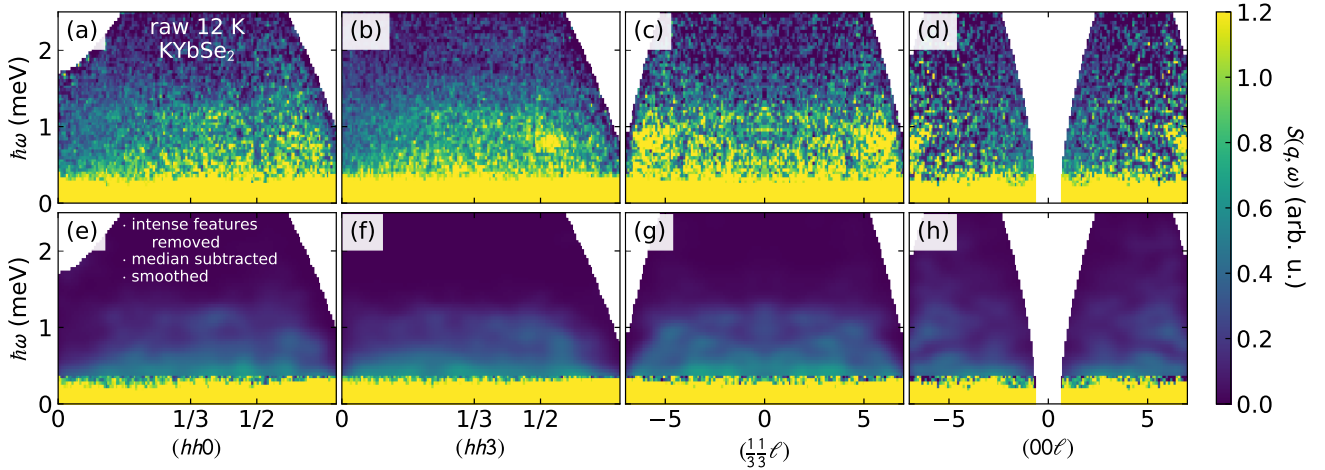 (a) raw 12 K
KYbSe₂
(b)
(c)
(d)
ℏω (meV)
2
1
0
(e)
· intense features
removed
· median subtracted
· smoothed
(f)
(g)
(h)
ℏω (meV)
2
1
0
0 1/3 1/2
(hh0)
0 1/3 1/2
(hh3)
−5 0 5
(1/3 1/3 ℓ)
−5 0 5
(00ℓ)
1.2
1.0
0.8
0.6
0.4
0.2
0.0
S(q, ω) (arb. u.)